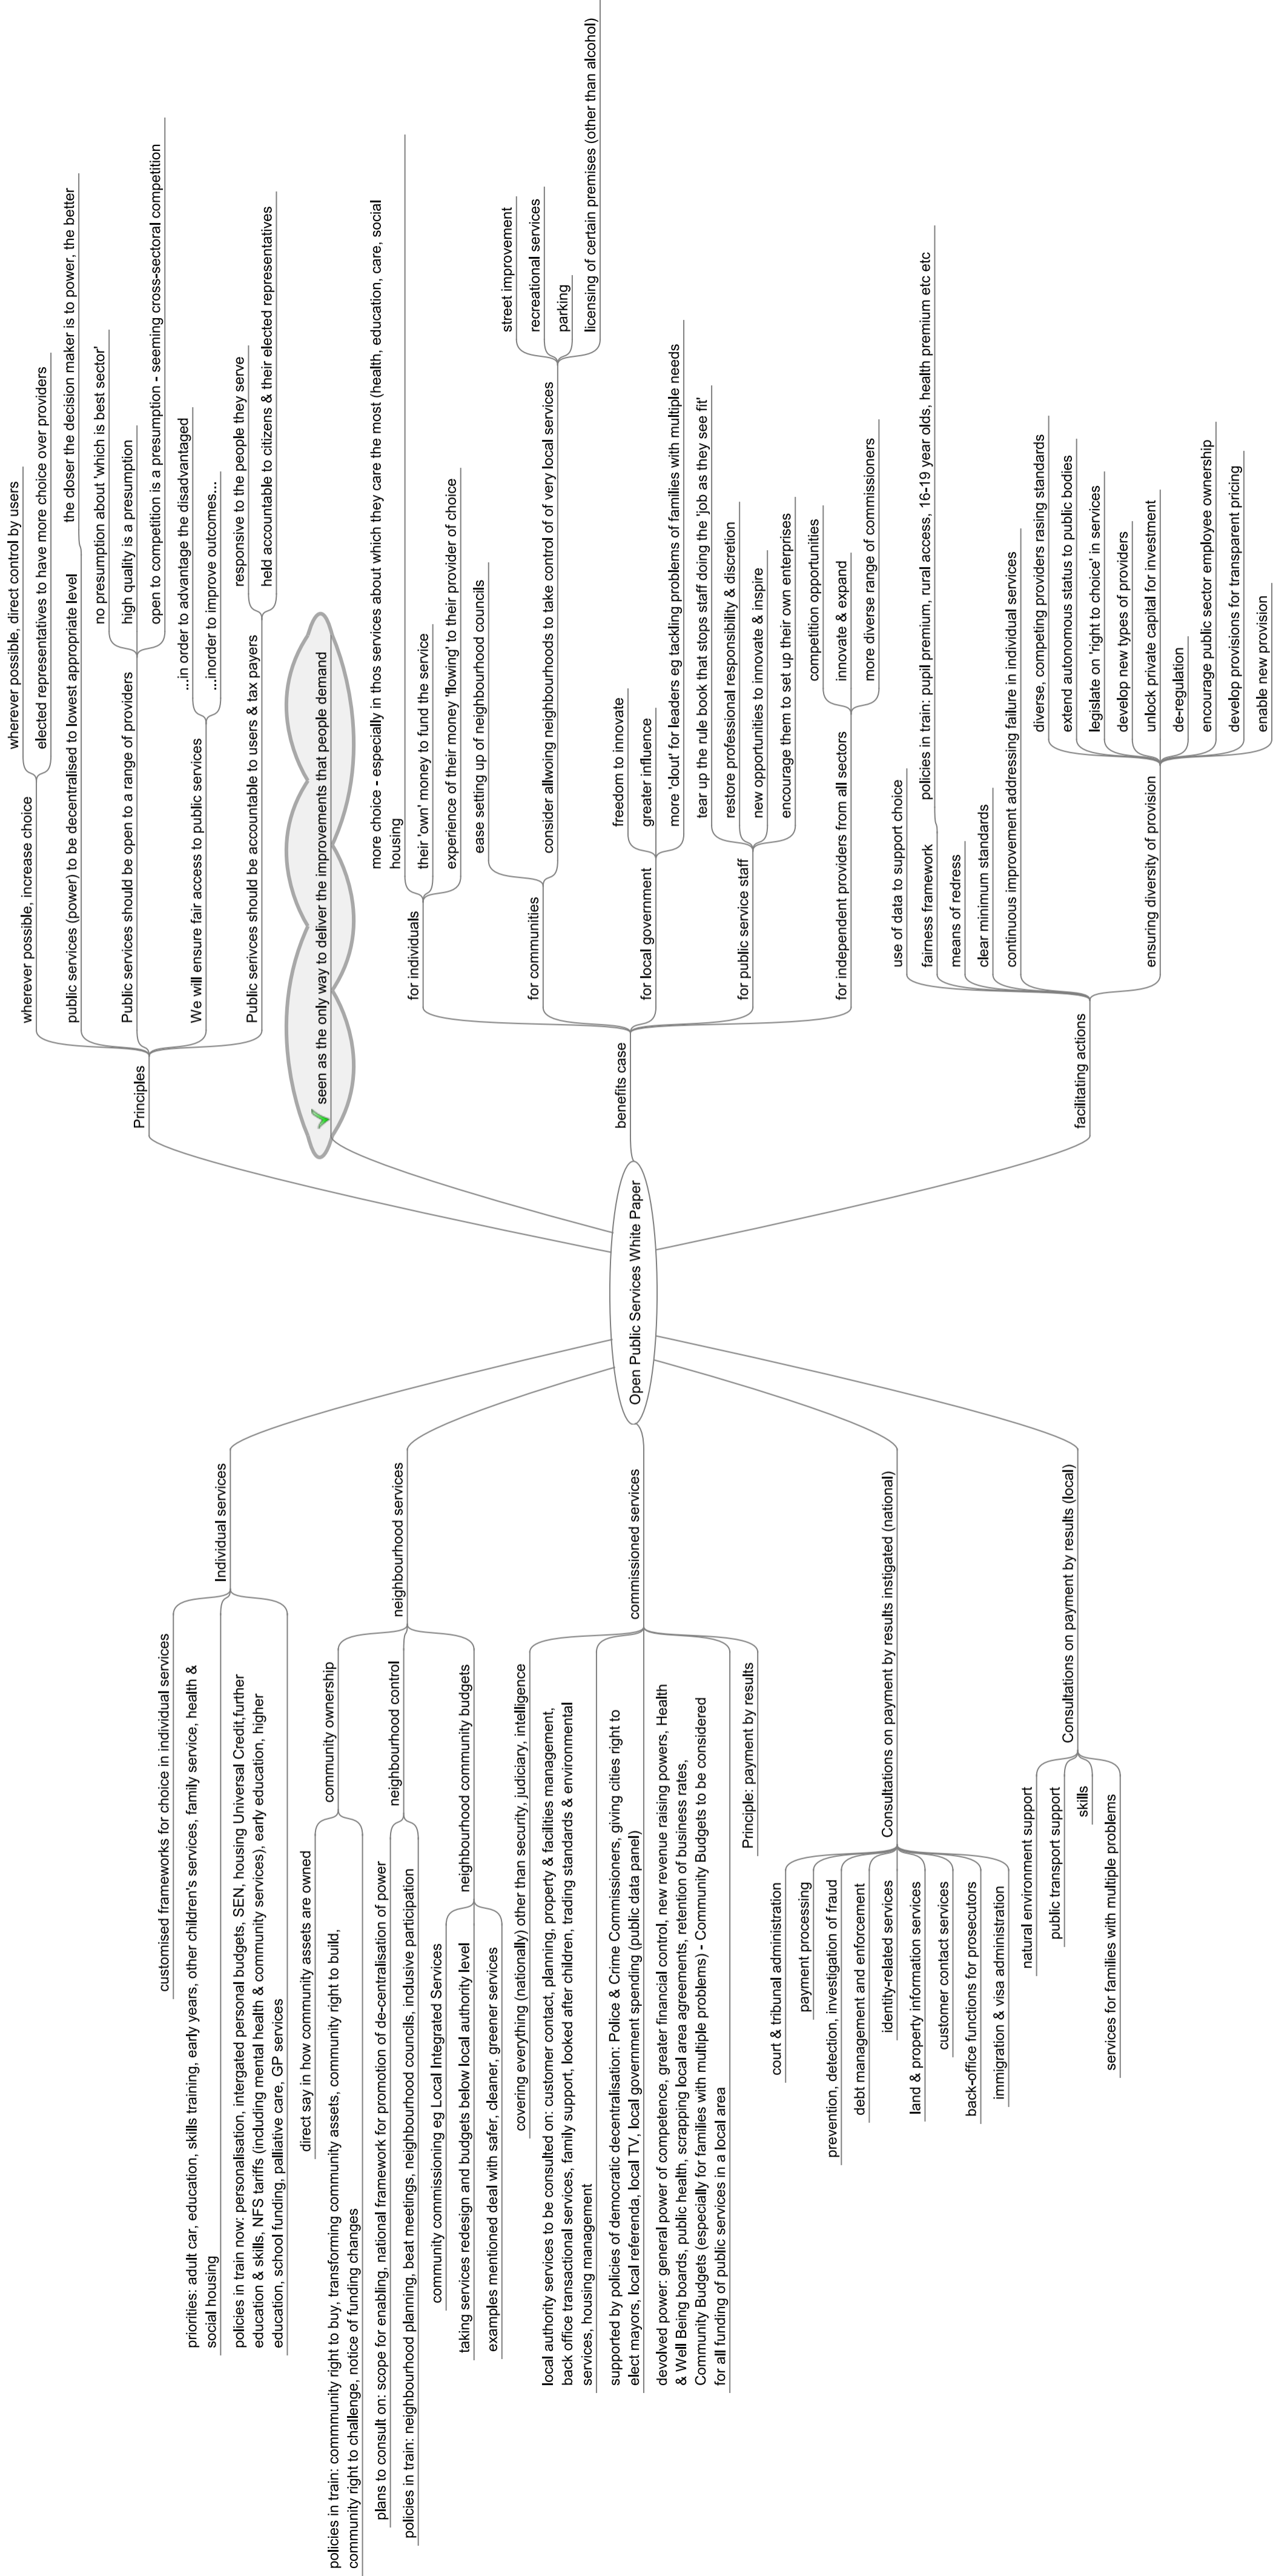 Open Public Services White Paper
Principles
wherever possible, increase choice
wherever possible, direct control by users
elected representatives to have more choice over providers
public services (power) to be decentralised to lowest appropriate level
the closer the decision maker is to power, the better
Public services should be open to a range of providers
no presumption about 'which is best sector'
high quality is a presumption
open to competition is a presumption - seeming cross-sectoral competition
We will ensure fair access to public services
...in order to advantage the disadvantaged
...inorder to improve outcomes...
Public serivces should be accountable to users & tax payers
responsive to the people they serve
held accountable to citizens & their elected representatives
seen as the only way to deliver the improvements that people demand
benefits case
for individuals
more choice - especially in thos services about which they care the most (health, education, care, social
housing
their 'own' money to fund the service
experience of their money 'flowing' to their provider of choice
for communities
ease setting up of neighbourhood councils
consider allwoing neighbourhoods to take control of of very local services
street improvement
recreational services
parking
licensing of certain premises (other than alcohol)
for local government
freedom to innovate
greater influence
more 'clout' for leaders eg tackling problems of families with multiple needs
for public service staff
tear up the rule book that stops staff doing the 'job as they see fit'
restore professional responsibility & discretion
new opportunities to innovate & inspire
encourage them to set up their own enterprises
for independent providers from all sectors
competition opportunities
innovate & expand
more diverse range of commissioners
facilitating actions
use of data to support choice
fairness framework
policies in train: pupil premium, rural access, 16-19 year olds, health premium etc etc
means of redress
clear minimum standards
continuous improvement addressing failure in individual services
ensuring diversity of provision
diverse, competing providers raising standards
extend autonomous status to public bodies
legislate on 'right to choice' in services
develop new types of providers
unlock private capital for investment
de-regulation
encourage public sector employee ownership
develop provisions for transparent pricing
enable new provision
Individual services
customised frameworks for choice in individual services
priorities: adult car, education, skills training, early years, other children's services, family service, health &
social housing
policies in train now: personalisation, intergated personal budgets, SEN, housing Universal Credit,further
education & skills, NFS tariffs (including mental health & community services), early education, higher
education, school funding, palliative care, GP services
neighbourhood services
community ownership
direct say in how community assets are owned
policies in train: community right to buy, transforming community assets, community right to build,
community right to challenge, notice of funding changes
neighbourhood control
plans to consult on: scope for enabling, national framework for promotion of de-centralisation of power
policies in train: neighbourhood planning, beat meetings, neighbourhood councils, inclusive participation
neighbourhood community budgets
community commissioning eg Local Integrated Services
taking services redesign and budgets below local authority level
examples mentioned deal with safer, cleaner, greener services
commissioned services
covering everything (nationally) other than security, judiciary, intelligence
local authority services to be consulted on: customer contact, planning, property & facilities management,
back office transactional services, family support, looked after children, trading standards & environmental
services, housing management
supported by policies of democratic decentralisation: Police & Crime Commissioners, giving cities right to
elect mayors, local referenda, local TV, local government spending (public data panel)
devolved power: general power of competence, greater financial control, new revenue raising powers, Health
& Well Being boards, public health, scrapping local area agreements, retention of business rates,
Community Budgets (especially for families with multiple problems) - Community Budgets to be considered
for all funding of public services in a local area
Principle: payment by results
Consultations on payment by results instigated (national)
court & tribunal administration
payment processing
prevention, detection, investigation of fraud
debt management and enforcement
identity-related services
land & property information services
customer contact services
back-office functions for prosecutors
immigration & visa administration
Consultations on payment by results (local)
natural environment support
public transport support
skills
services for families with multiple problems